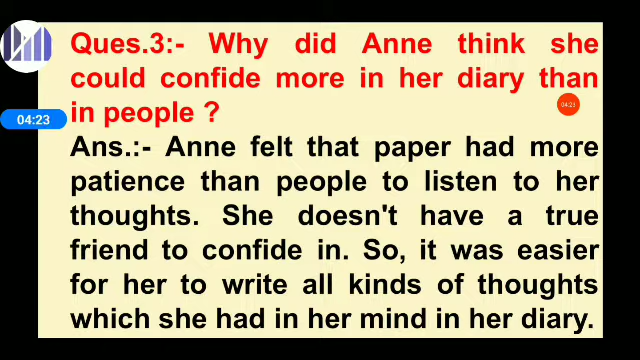 Ques.3:- Why did Anne think she
could confide more in her diary than
in people ?
04:23
04:23
Ans.:- Anne felt that paper had more
patience than people to listen to her
thoughts. She doesn't have a true
friend to confide in. So, it was easier
for her to write all kinds of thoughts
which she had in her mind in her diary.